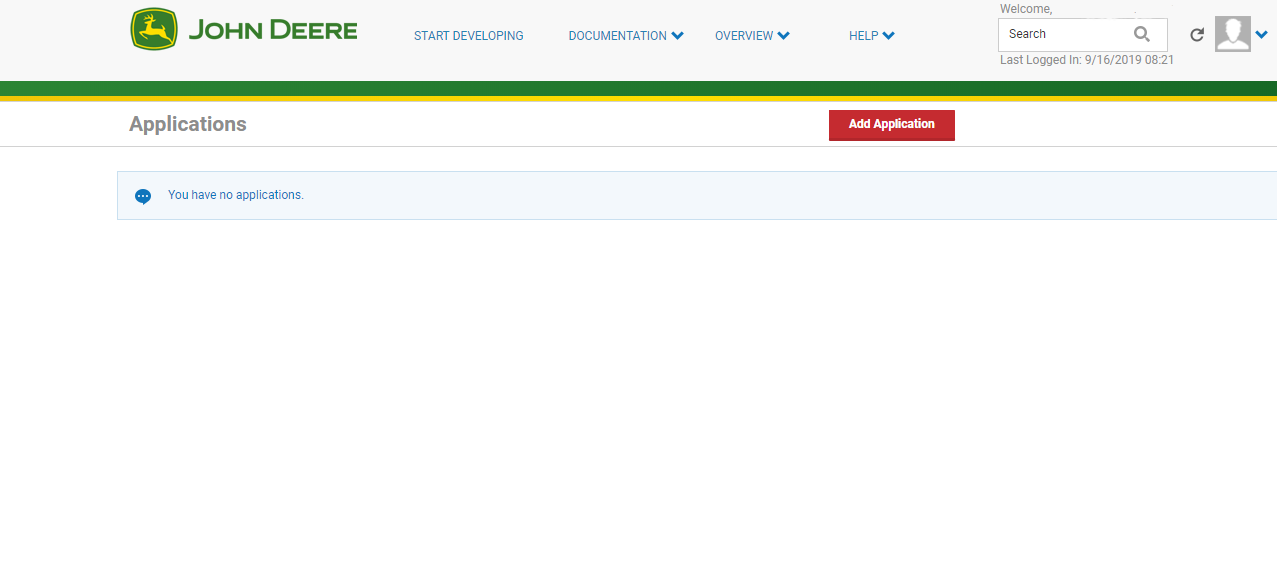 JOHN DEERE
START DEVELOPING
DOCUMENTATION
OVERVIEW
HELP
Welcome,
Search
Last Logged In: 9/16/2019 08:21
Applications
Add Application
You have no applications.